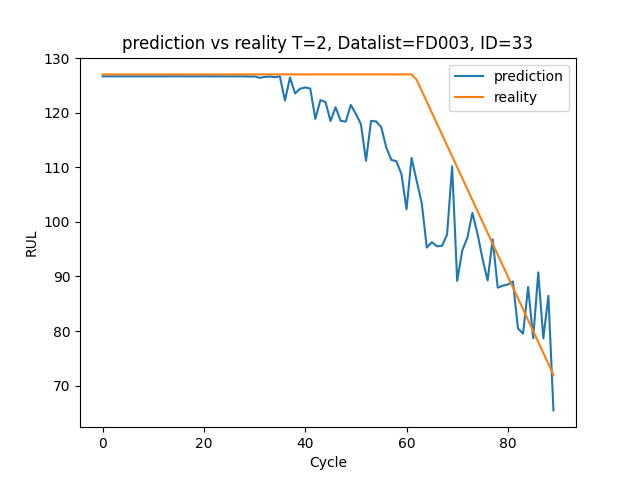 prediction vs reality T=2, Datalist=FD003, ID=33
prediction
reality
RUL
130
120
110
100
90
80
70
0 20 40 60 80
Cycle